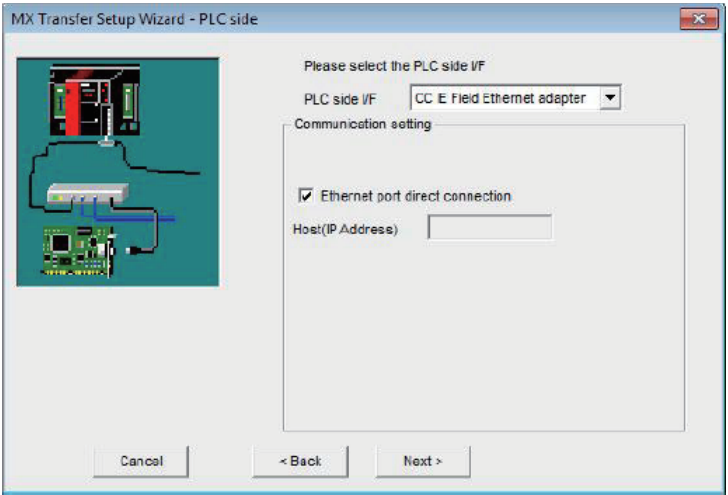 MX Transfer Setup Wizard - PLC side
Please select the PLC side I/F
PLC side I/F CC IE Field Ethernet adapter
Communication setting
Ethernet port direct connection
Host(IP Address)
Cancel < Back Next >